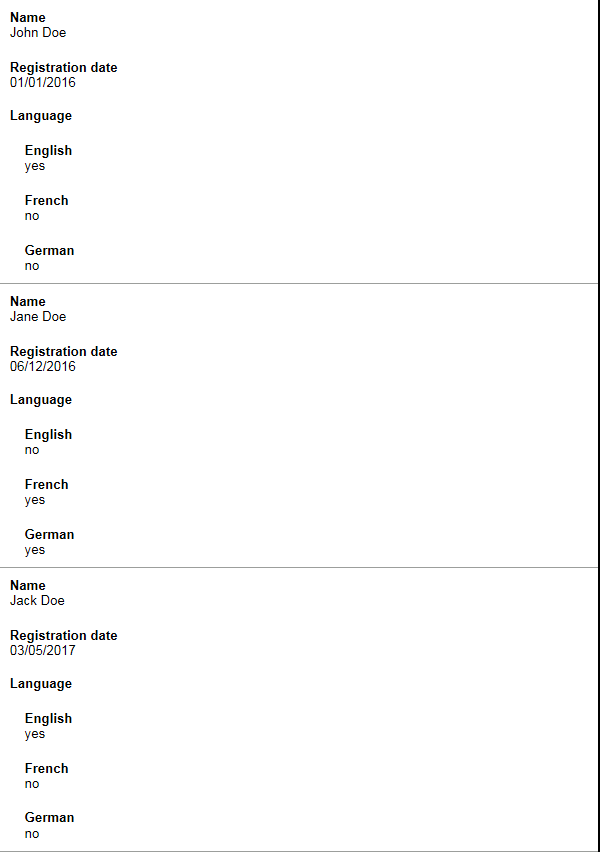 Name
John Doe
Registration date
01/01/2016
Language
English
yes
French
no
German
no
Name
Jane Doe
Registration date
06/12/2016
Language
English
no
French
yes
German
yes
Name
Jack Doe
Registration date
03/05/2017
Language
English
yes
French
no
German
no